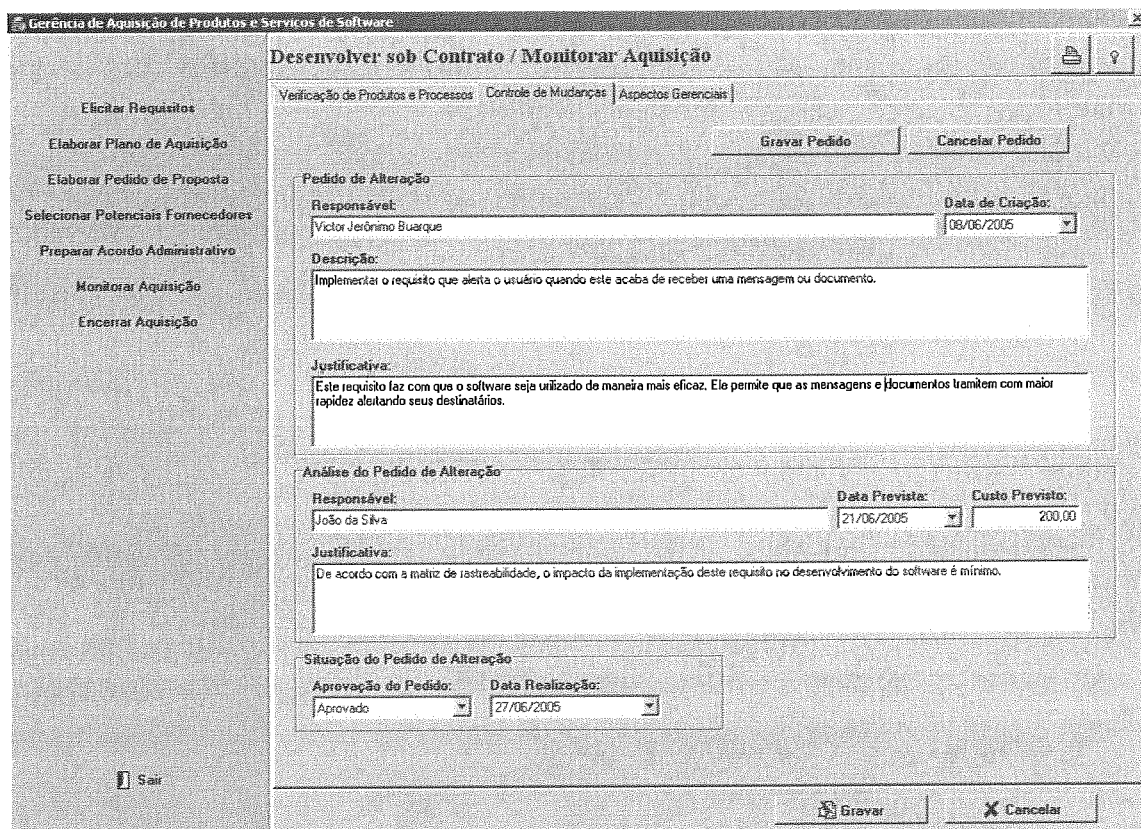 Gerência de Aquisição de Produtos e Serviços de Software
Desenvolver sob Contrato / Monitorar Aquisição
Elicitar Requisitos
Elaborar Plano de Aquisição
Elaborar Pedido de Proposta
Selecionar Potenciais Fornecedores
Preparar Acordo Administrativo
Monitorar Aquisição
Encerrar Aquisição
Sair
Verificação de Produtos e Processos Controle de Mudanças Aspectos Gerenciais
Gravar Pedido Cancelar Pedido
Pedido de Alteração
Responsável: Data de Criação:
Victor Jerônimo Buarque 08/06/2005
Descrição:
Implementar o requisito que alerta o usuário quando este acaba de receber uma mensagem ou documento.
Justificativa:
Este requisito faz com que o software seja utilizado de maneira mais eficaz. Ele permite que as mensagens e documentos tramitem com maior
rapidez alertando seus destinatários.
Análise do Pedido de Alteração
Responsável: Data Prevista: Custo Previsto:
João da Silva 21/06/2005 200,00
Justificativa:
De acordo com a matriz de rastreabilidade, o impacto da implementação deste requisito no desenvolvimento do software é mínimo.
Situação do Pedido de Alteração
Aprovação do Pedido: Data Realização:
Aprovado 27/06/2005
Gravar Cancelar